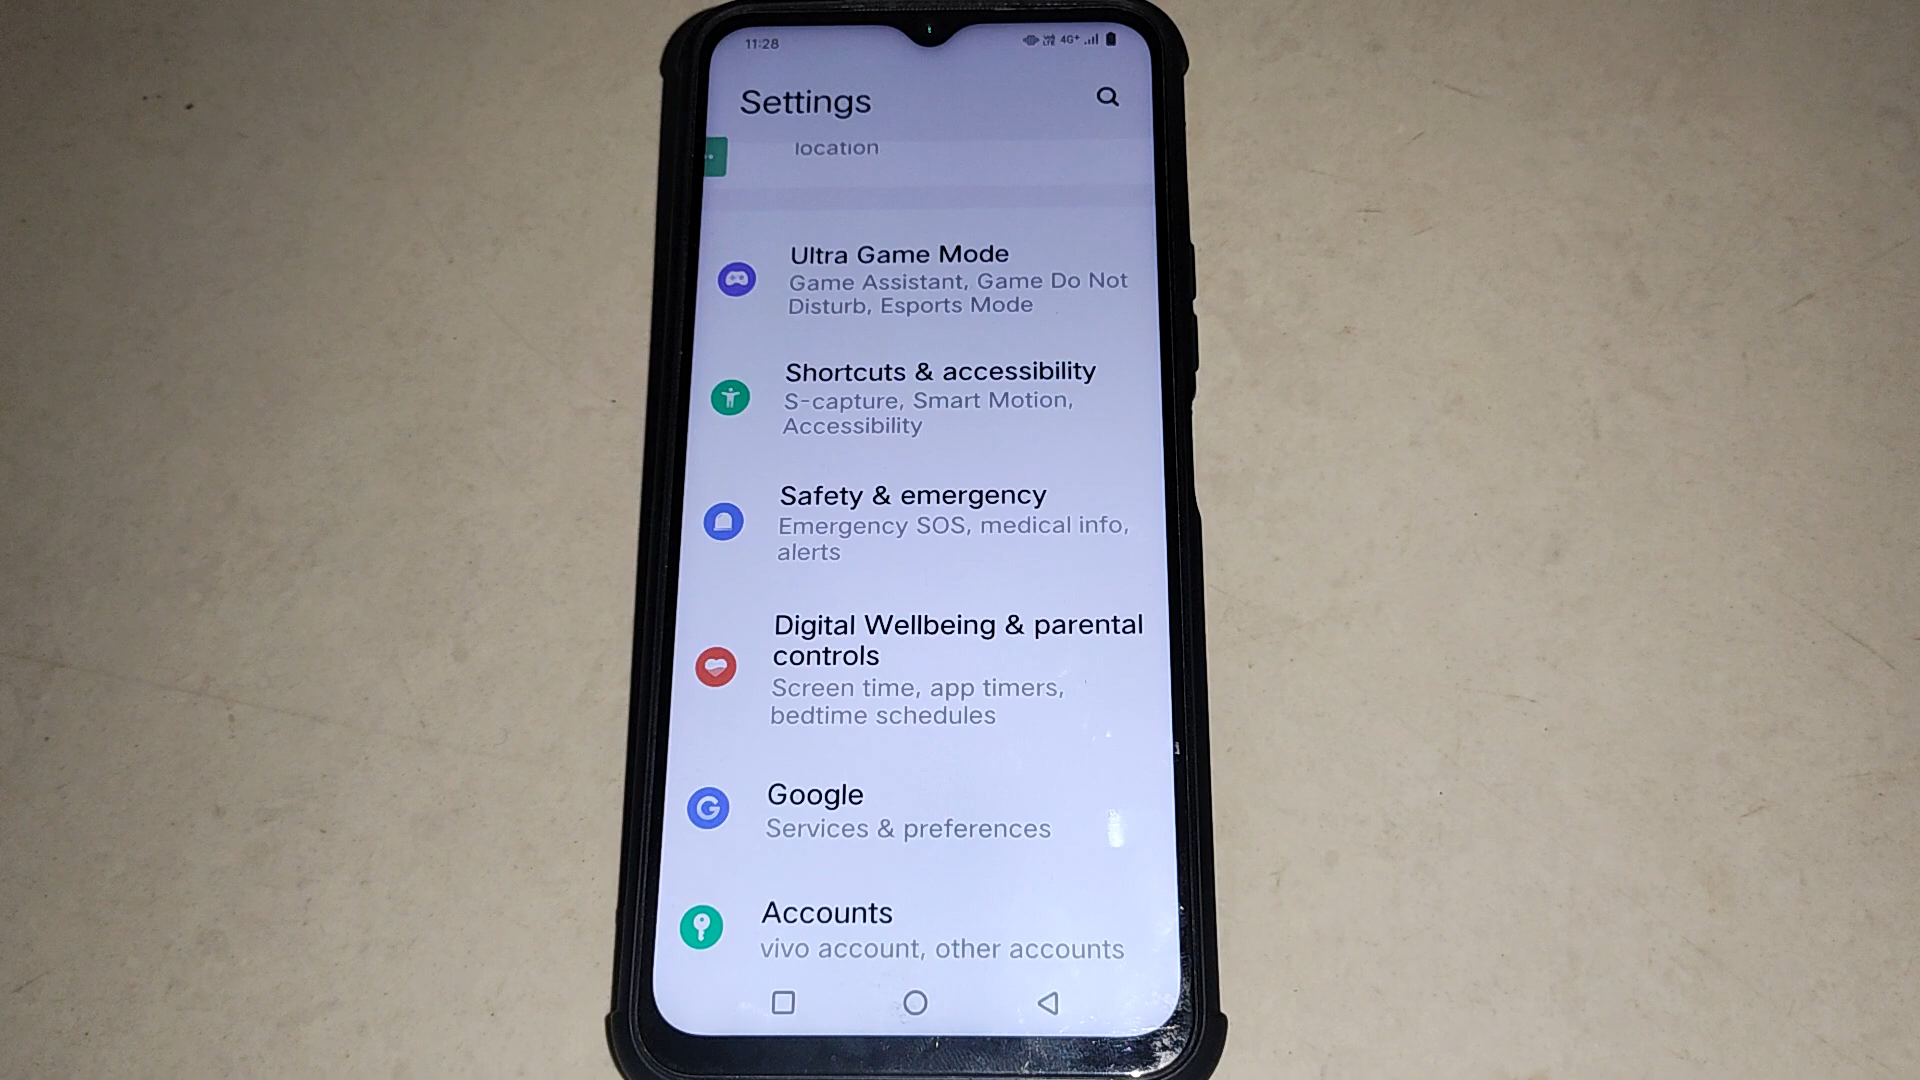 11:28
4G+
Settings
location
Ultra Game Mode
Game Assistant, Game Do Not
Disturb, Esports Mode
Shortcuts & accessibility
S-capture, Smart Motion,
Accessibility
Safety & emergency
Emergency SOS, medical info,
alerts
Digital Wellbeing & parental
controls
Screen time, app timers,
bedtime schedules
Google
Services & preferences
Accounts
vivo account, other accounts